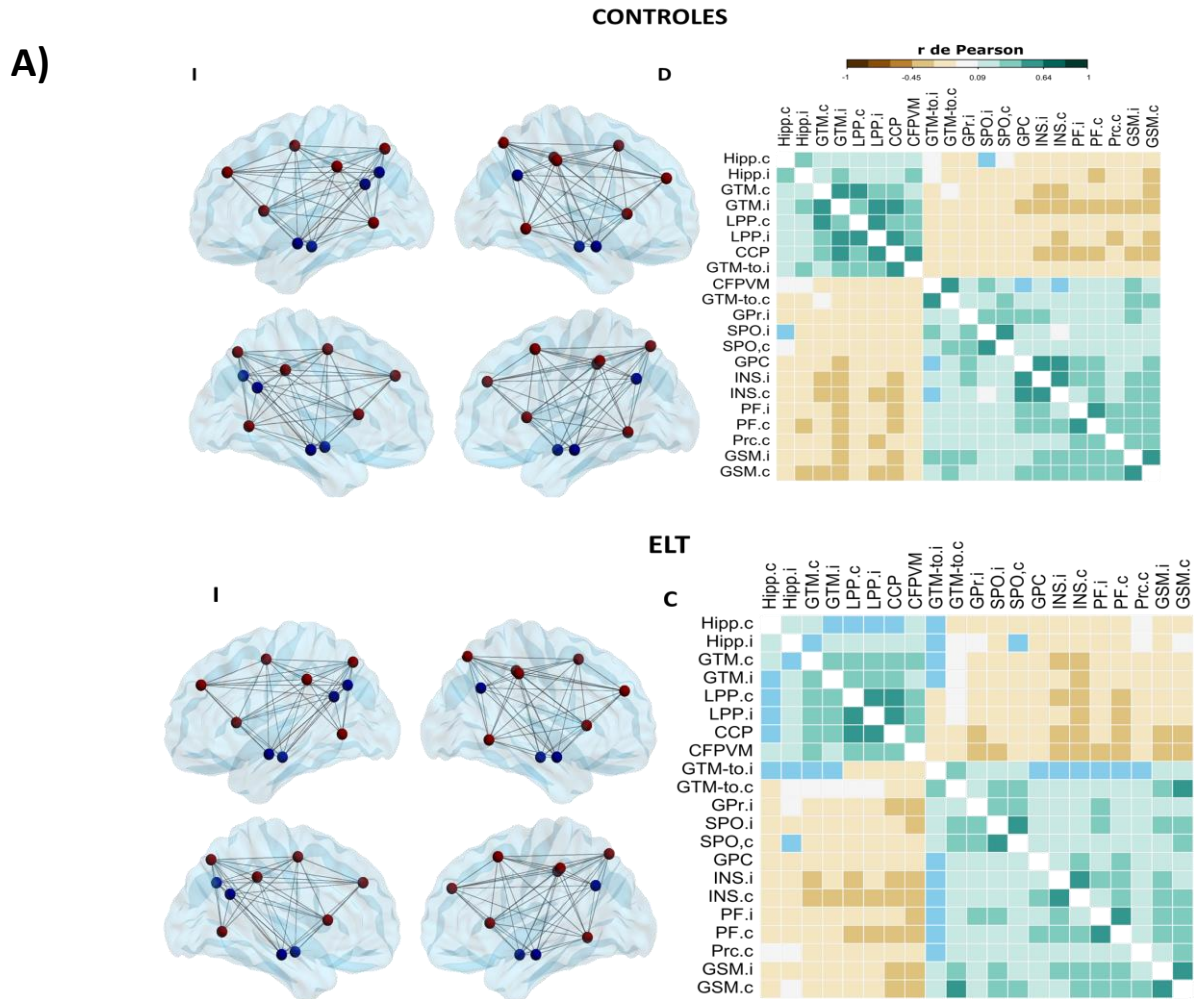 CONTROLES
A)
I
D
r de Pearson
-1 -0.45 0.09 0.64 1
Hipp.c Hipp.i GTM.c GTM.i LPP.c LPP.i CCP CFPVM GTM-to.i GTM-to.c GPr.i SPO.i SPO,c GPC INS.i INS.c PF.i PF.c Prc.c GSM.i GSM.c
Hipp.c
Hipp.i
GTM.c
GTM.i
LPP.c
LPP.i
CCP
GTM-to.i
CFPVM
GTM-to.c
GPr.i
SPO.i
SPO,c
GPC
INS.i
INS.c
PF.i
PF.c
Prc.c
GSM.i
GSM.c
ELT
I
C
Hipp.c Hipp.i GTM.c GTM.i LPP.c LPP.i CCP CFPVM GTM-to.i GTM-to.c GPr.i SPO.i SPO,c GPC INS.i INS.c PF.i PF.c Prc.c GSM.i GSM.c
Hipp.c
Hipp.i
GTM.c
GTM.i
LPP.c
LPP.i
CCP
CFPVM
GTM-to.i
GTM-to.c
GPr.i
SPO.i
SPO,c
GPC
INS.i
INS.c
PF.i
PF.c
Prc.c
GSM.i
GSM.c